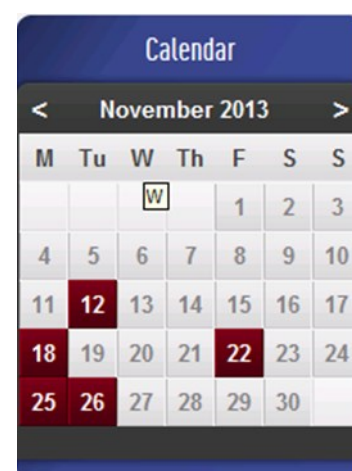 Calendar
< November 2013 >
M Tu W Th F S S
W
1 2 3
4 5 6 7 8 9 10
11 12 13 14 15 16 17
18 19 20 21 22 23 24
25 26 27 28 29 30